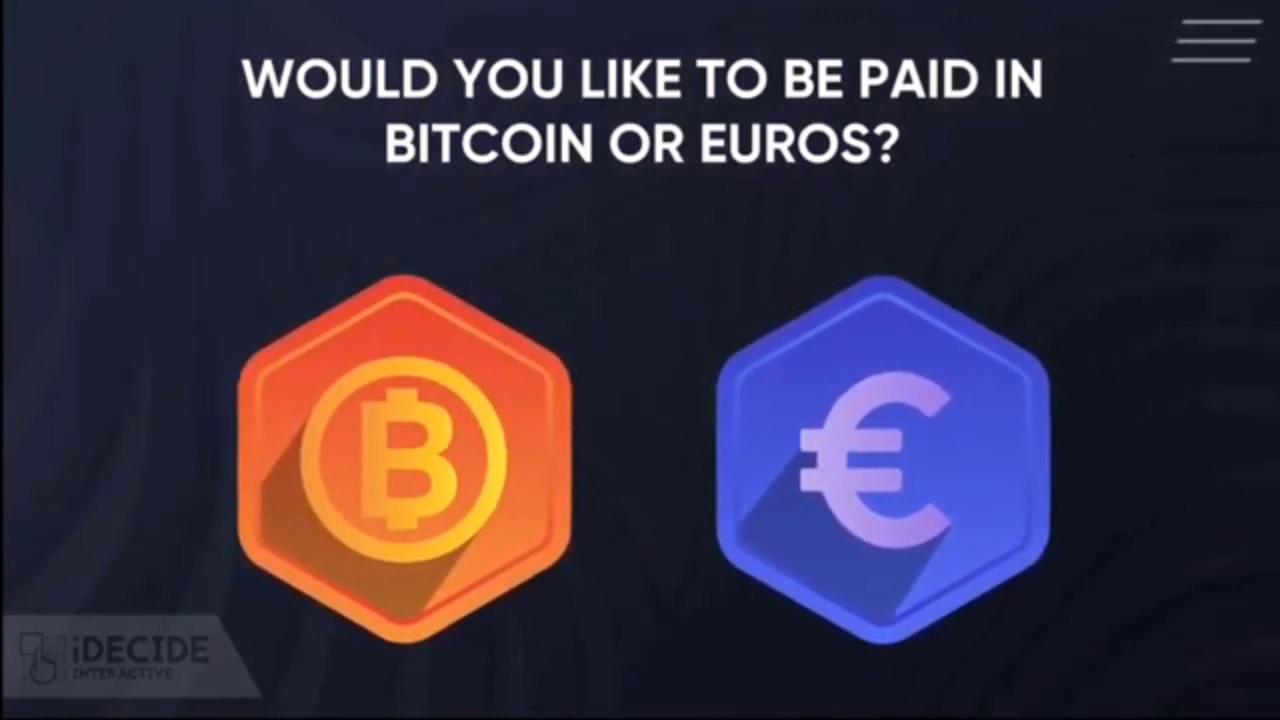 WOULD YOU LIKE TO BE PAID IN
BITCOIN OR EUROS?
iDECIDE
INTERACTIVE